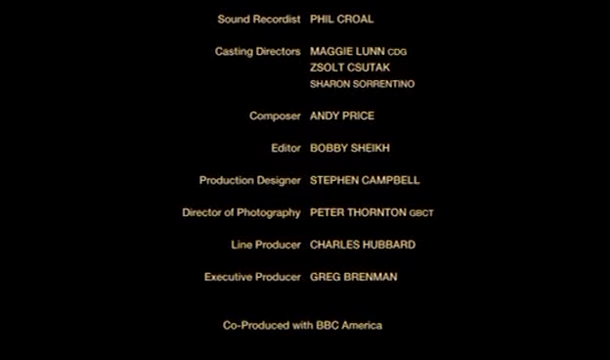 Sound Recordist PHIL CROAL
Casting Directors MAGGIE LUNN CDG
ZSOLT CSUTAK
SHARON SORRENTINO
Composer ANDY PRICE
Editor BOBBY SHEIKH
Production Designer STEPHEN CAMPBELL
Director of Photography PETER THORNTON GBCT
Line Producer CHARLES HUBBARD
Executive Producer GREG BRENMAN
Co-Produced with BBC America